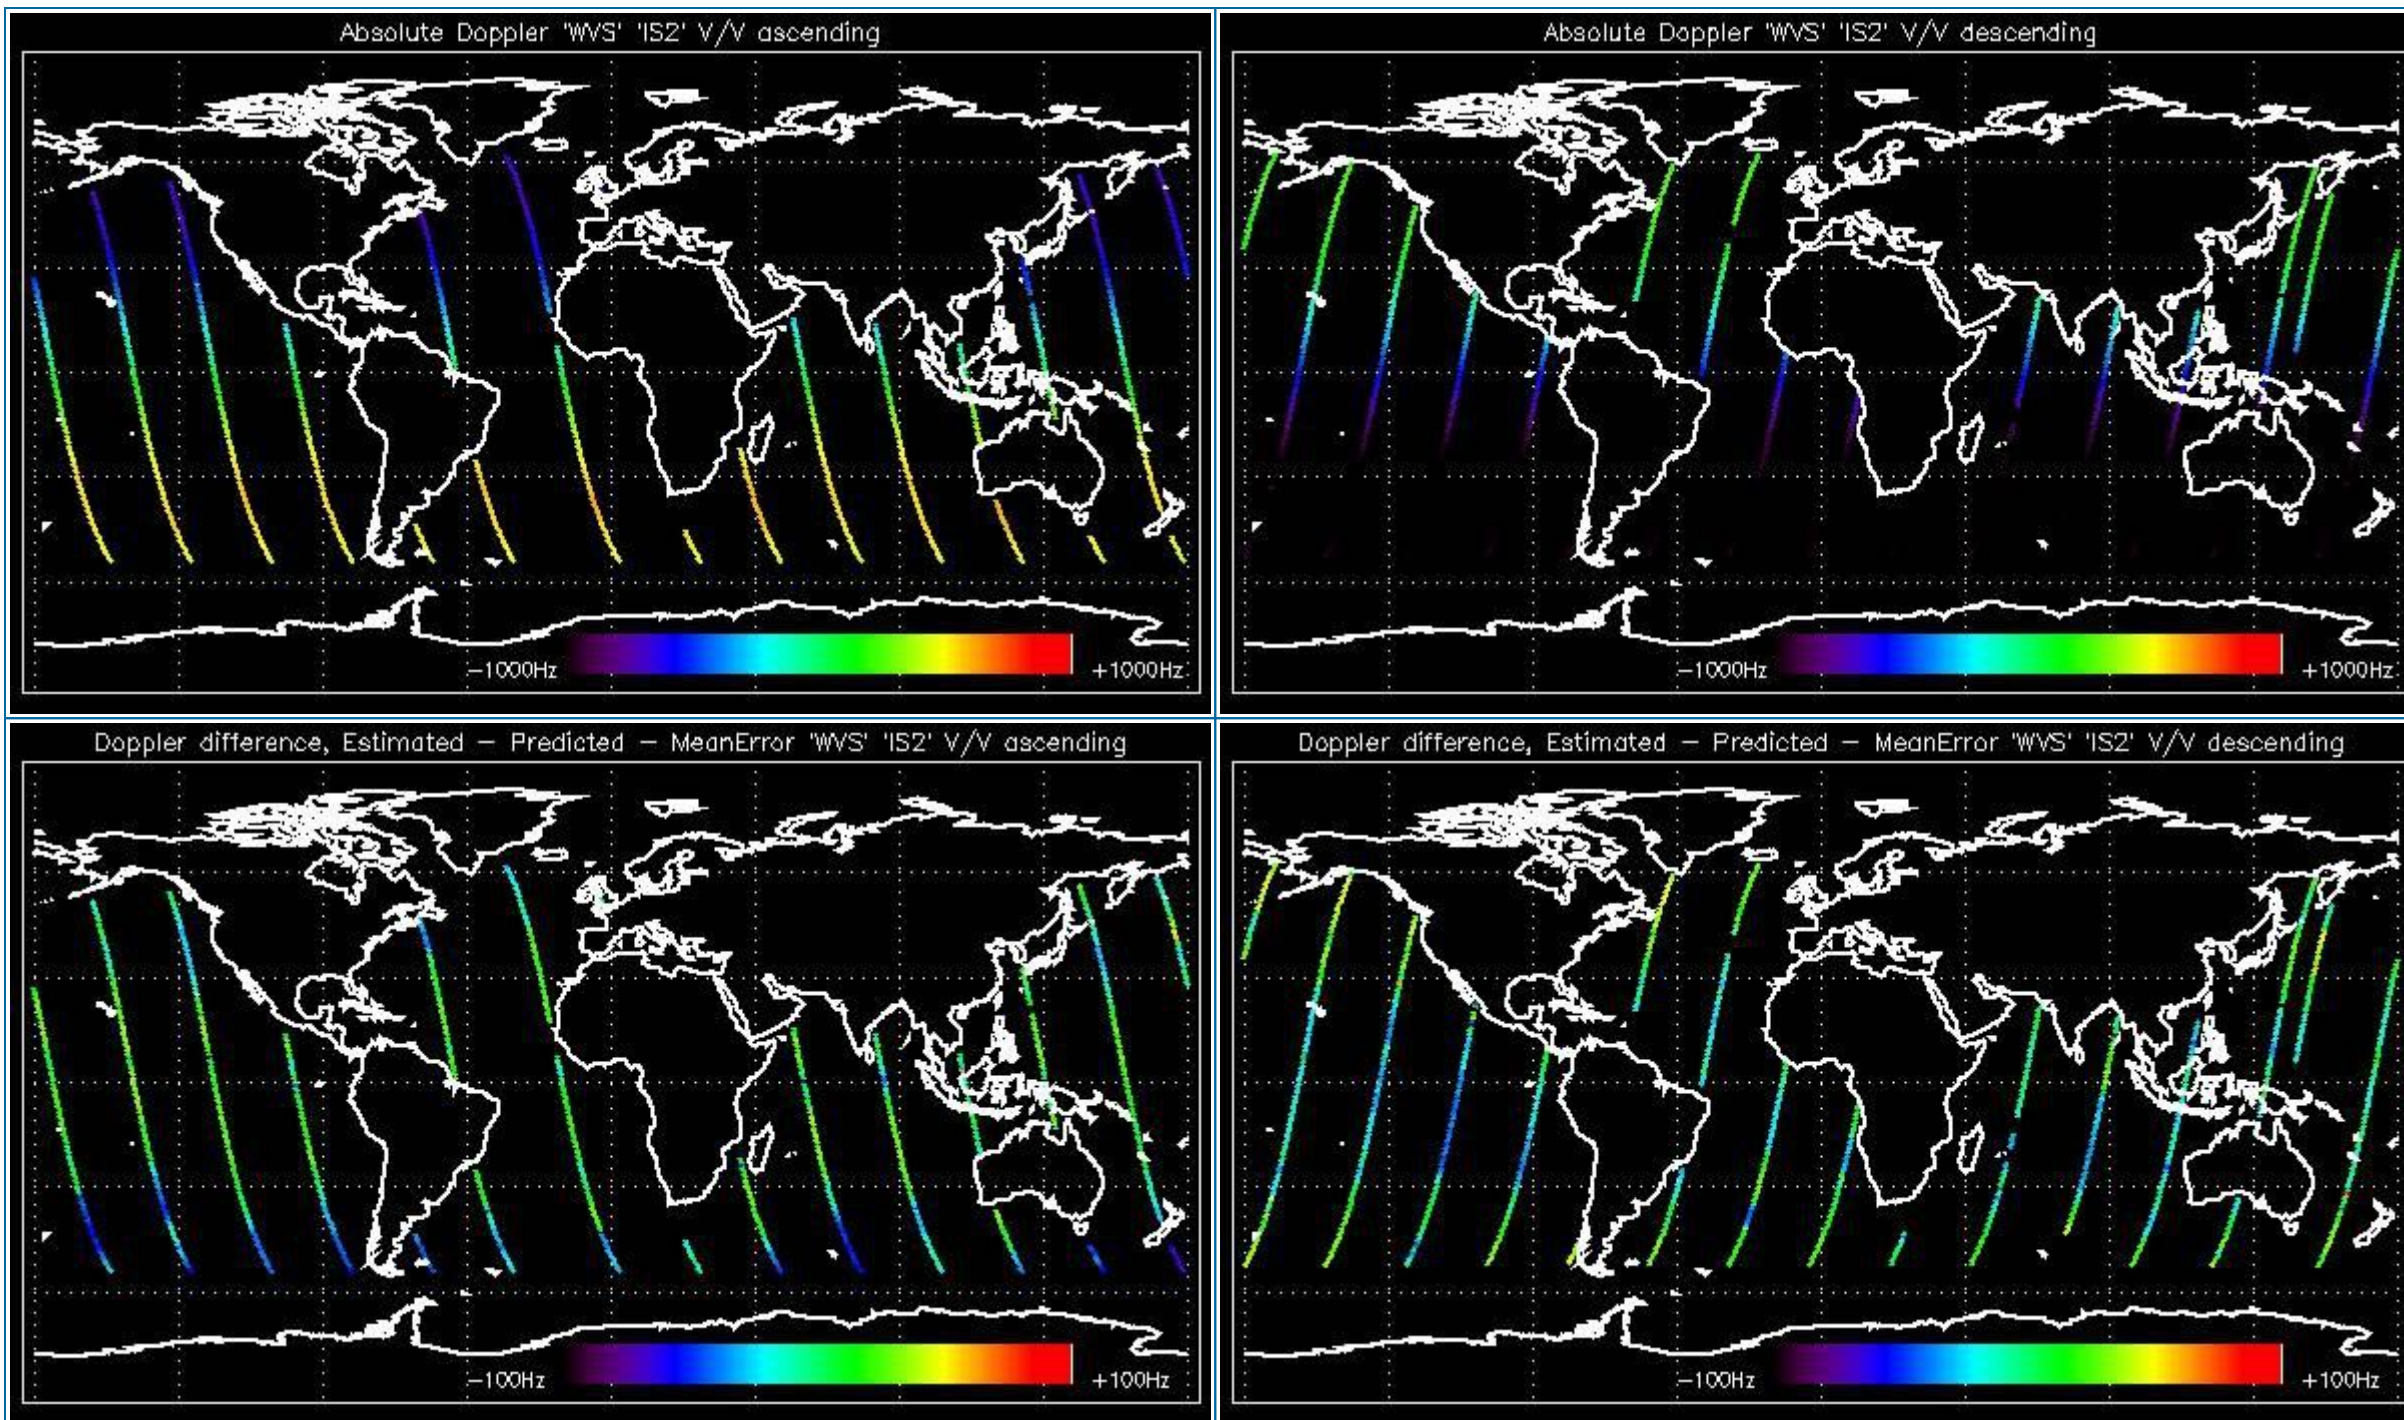 Absolute Doppler 'WVS' 'IS2' V/V ascending
-1000Hz
+1000Hz
Absolute Doppler 'WVS' 'IS2' V/V descending
-1000Hz
+1000Hz
Doppler difference, Estimated - Predicted - MeanError 'WVS' 'IS2' V/V ascending
-100Hz
+100Hz
Doppler difference, Estimated - Predicted - MeanError 'WVS' 'IS2' V/V descending
-100Hz
+100Hz